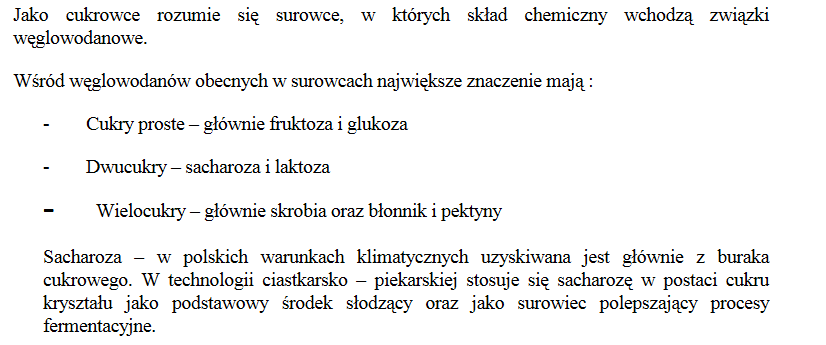 Jako cukrowce rozumie się surowce, w których skład chemiczny wchodzą związki
węglowodanowe.
Wśród węglowodanów obecnych w surowcach największe znaczenie mają :
- Cukry proste – głównie fruktoza i glukoza
- Dwucukry – sacharoza i laktoza
- Wielocukry – głównie skrobia oraz błonnik i pektyny
Sacharoza – w polskich warunkach klimatycznych uzyskiwana jest głównie z buraka
cukrowego. W technologii ciastkarsko – piekarskiej stosuje się sacharozę w postaci cukru
kryształu jako podstawowy środek słodzący oraz jako surowiec polepszający procesy
fermentacyjne.